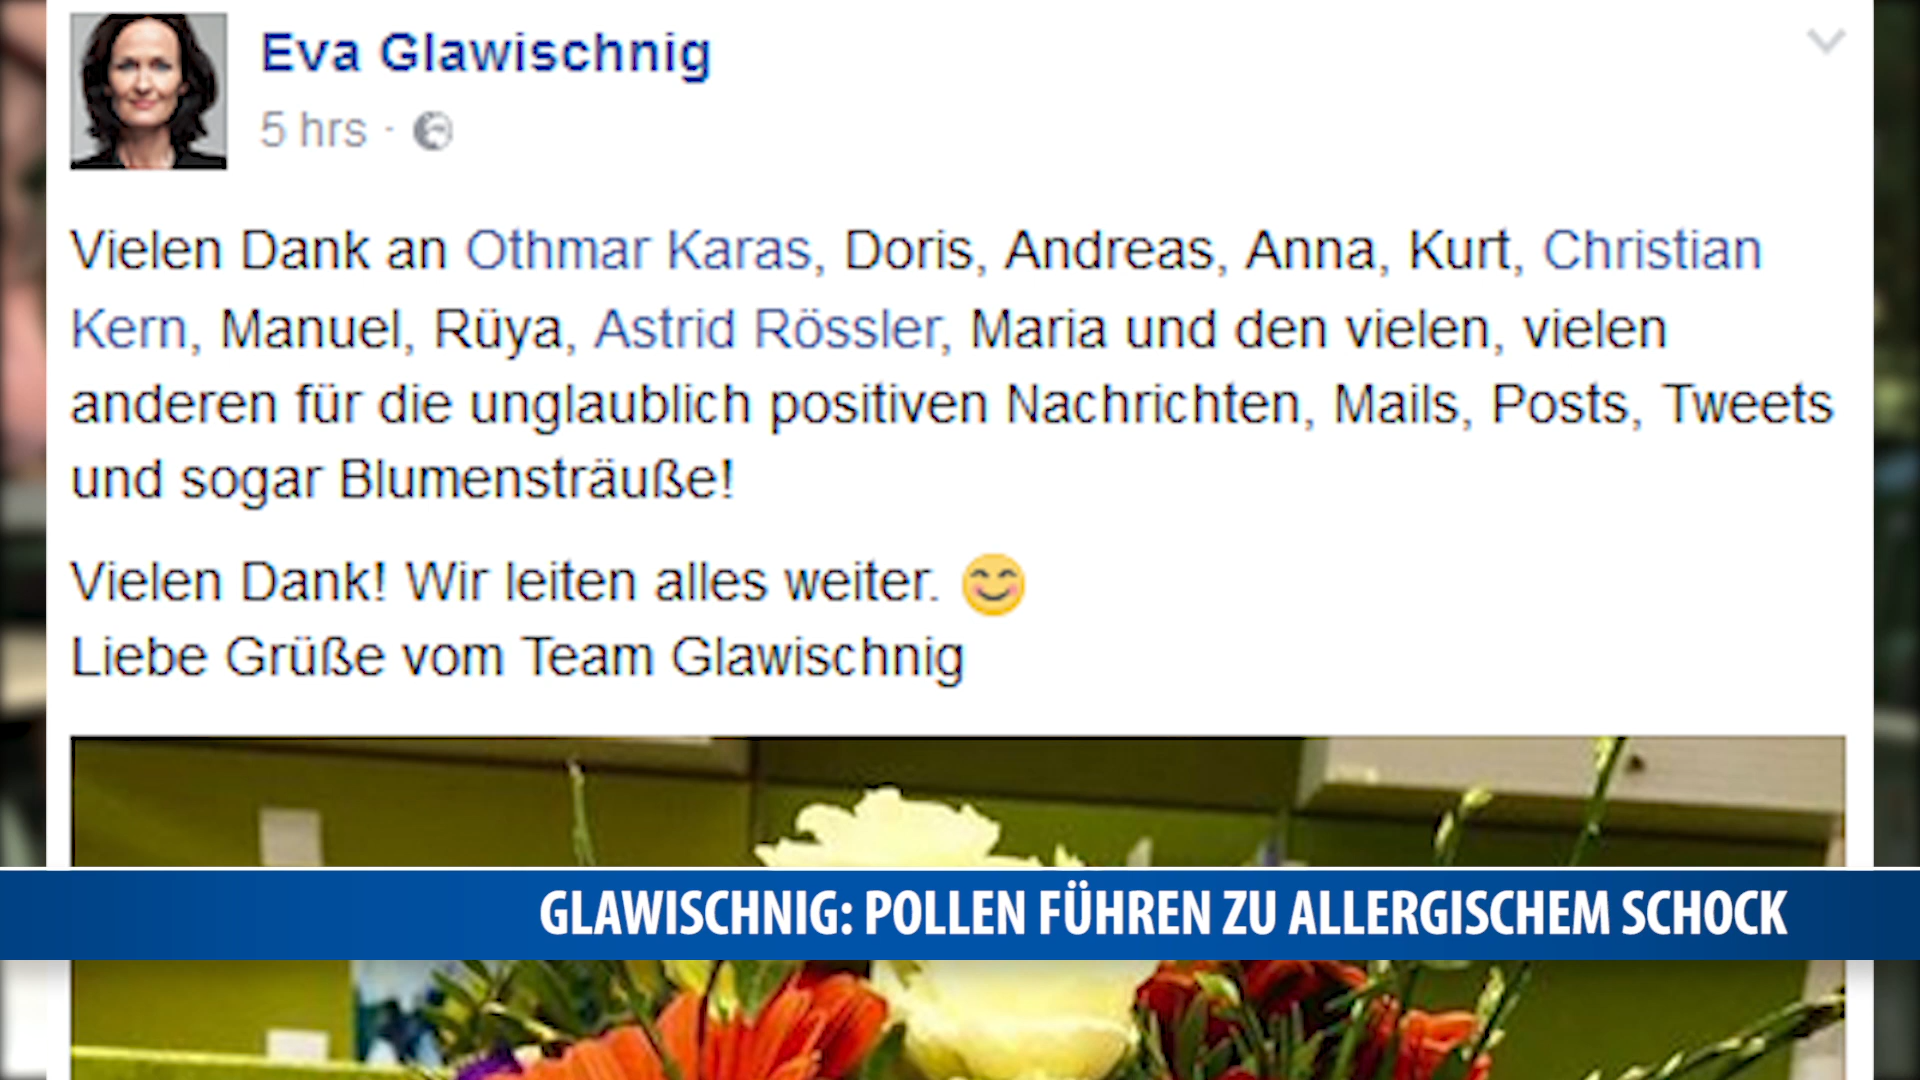 Eva Glawischnig
5 hrs ·
Vielen Dank an Othmar Karas, Doris, Andreas, Anna, Kurt, Christian
Kern, Manuel, Rüya, Astrid Rössler, Maria und den vielen, vielen
anderen für die unglaublich positiven Nachrichten, Mails, Posts, Tweets
und sogar Blumensträuße!
Vielen Dank! Wir leiten alles weiter. 😊
Liebe Grüße vom Team Glawischnig
GLAWISCHNIG: POLLEN FÜHREN ZU ALLERGISCHEM SCHOCK